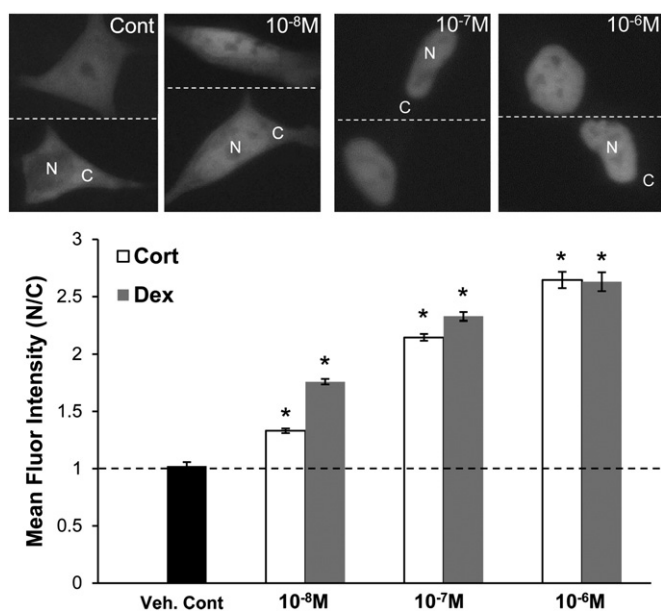 Cont
10⁻⁸M
10⁻⁷M
10⁻⁶M
N
C
N
C
N
C
N
C
3
2.5
2
1.5
1
0.5
0
Mean Fluor Intensity (N/C)
Cort
Dex
*
*
*
*
*
*
Veh. Cont
10⁻⁸M
10⁻⁷M
10⁻⁶M